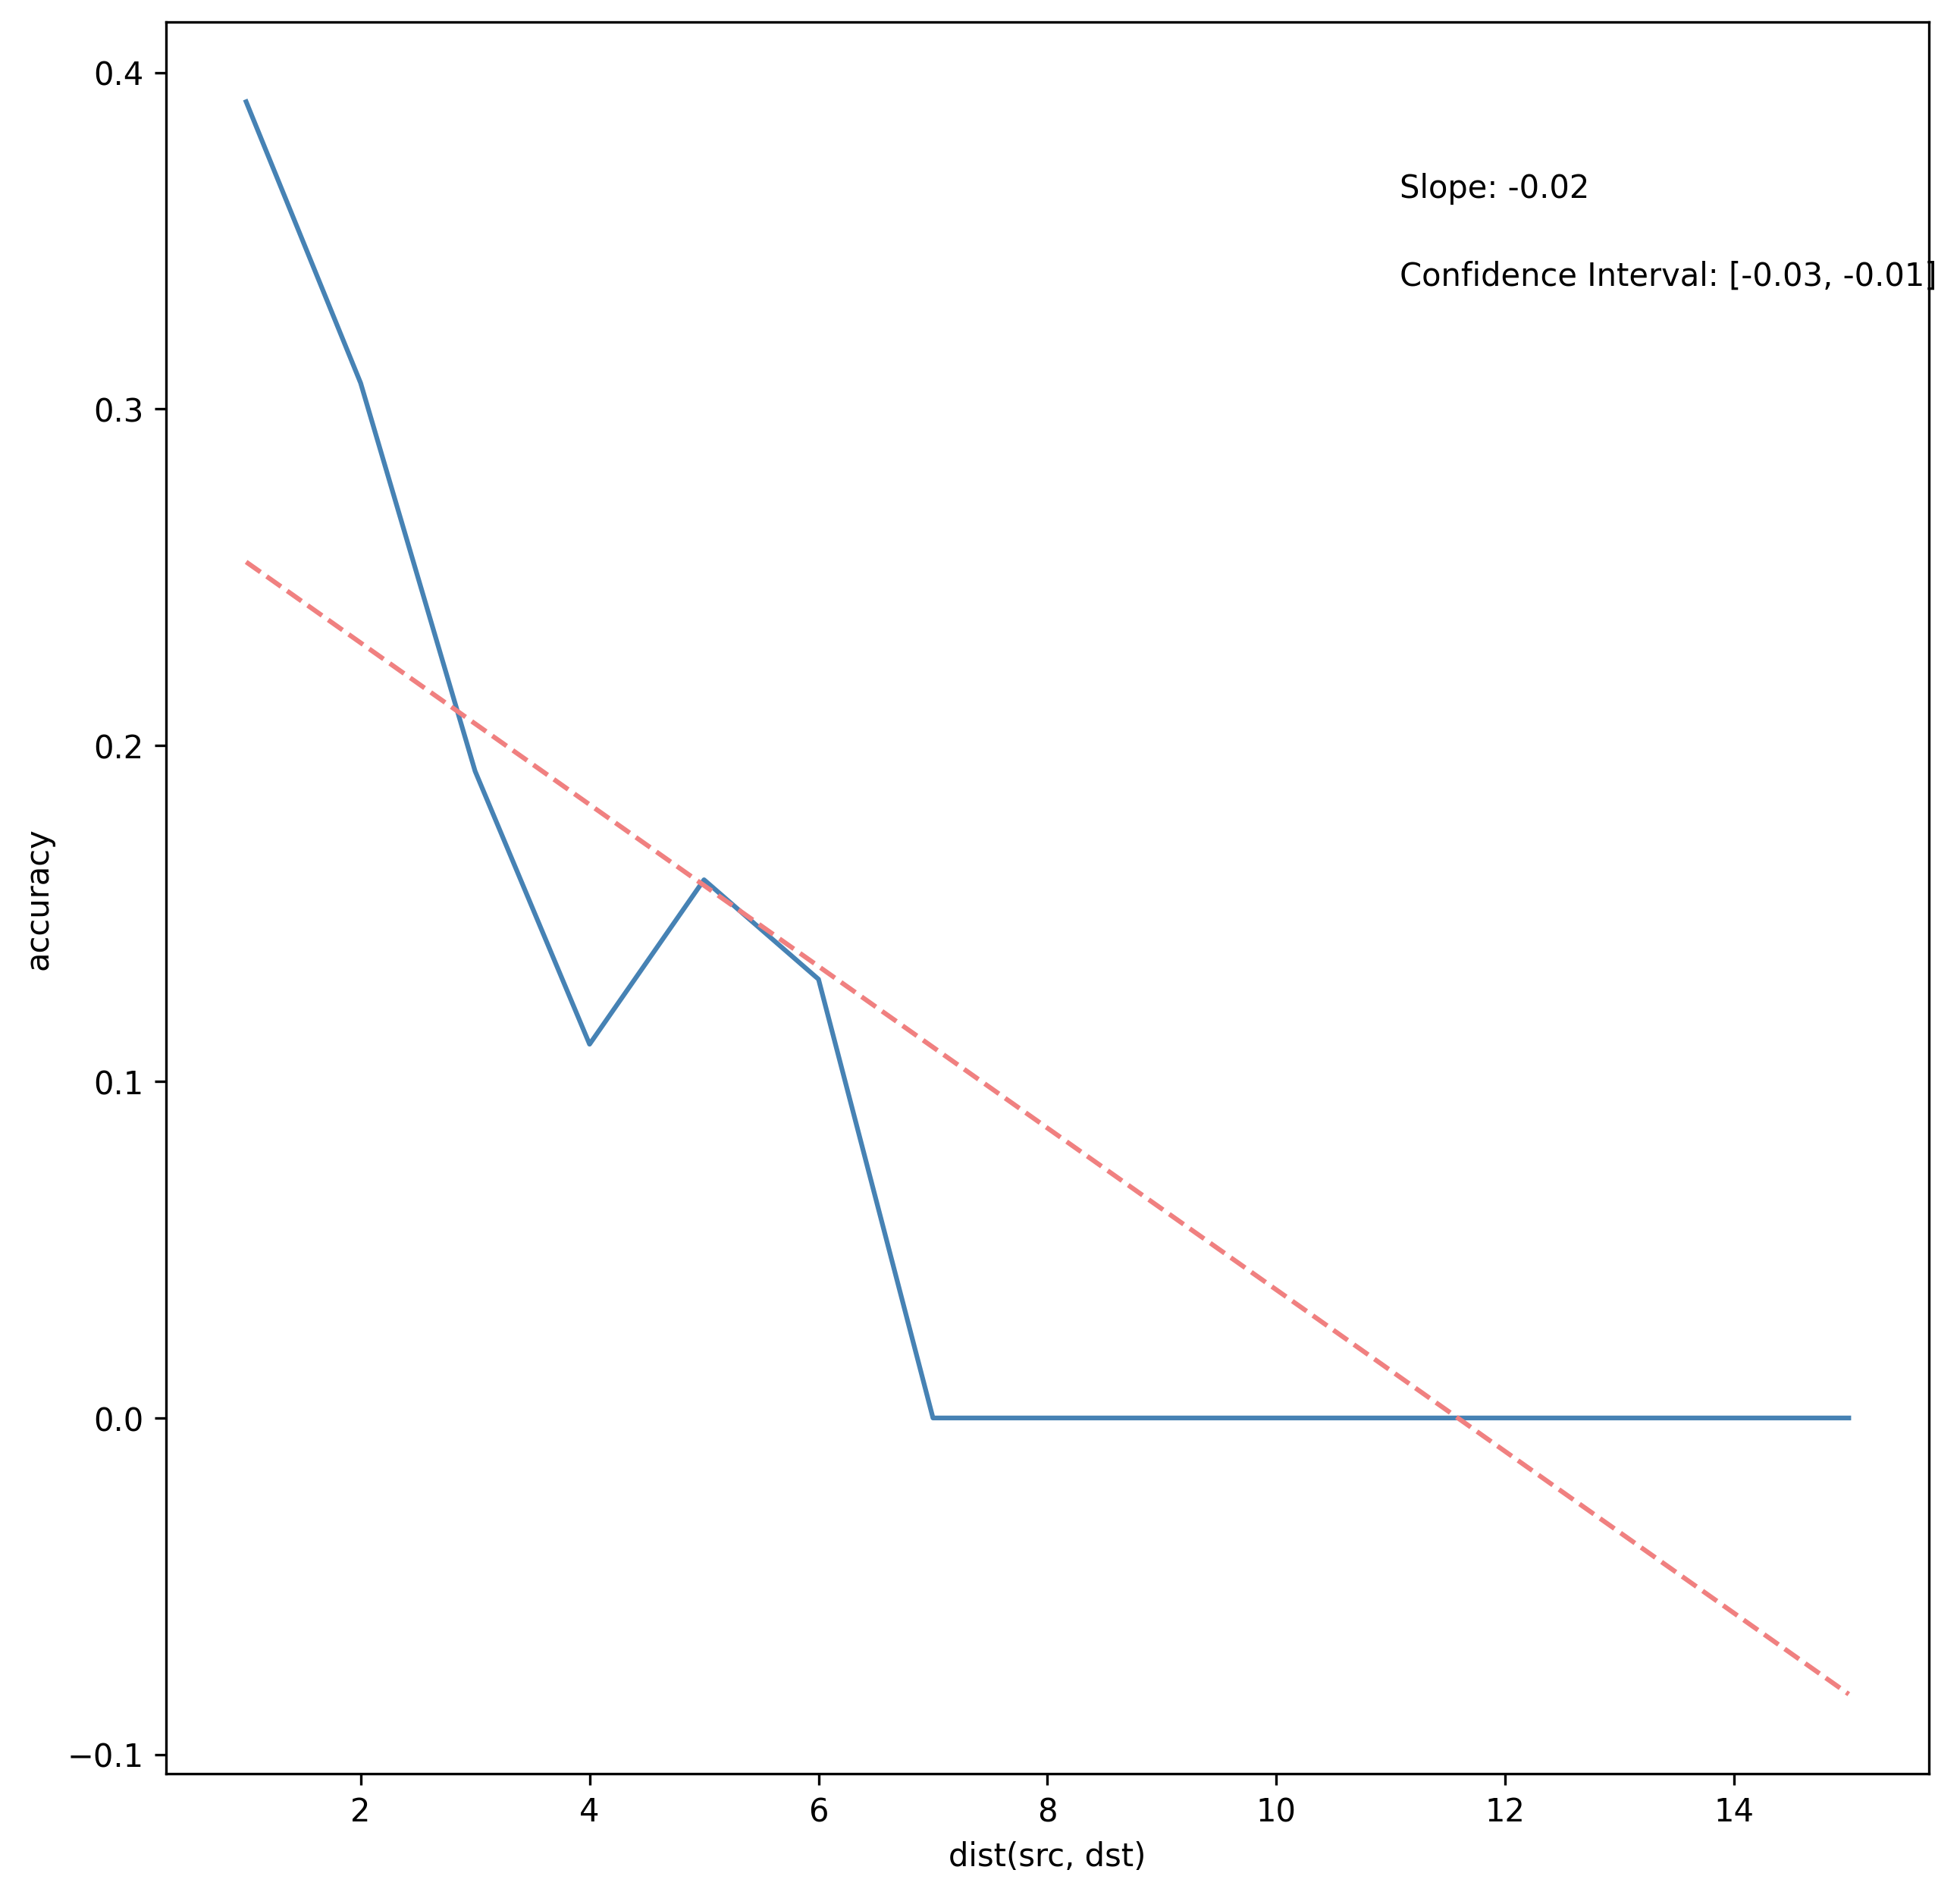 0.4
Slope: -0.02
Confidence Interval: [-0.03, -0.01]
0.3
0.2
accuracy
0.1
0.0
−0.1
2 4 6 8 10 12 14
dist(src, dst)